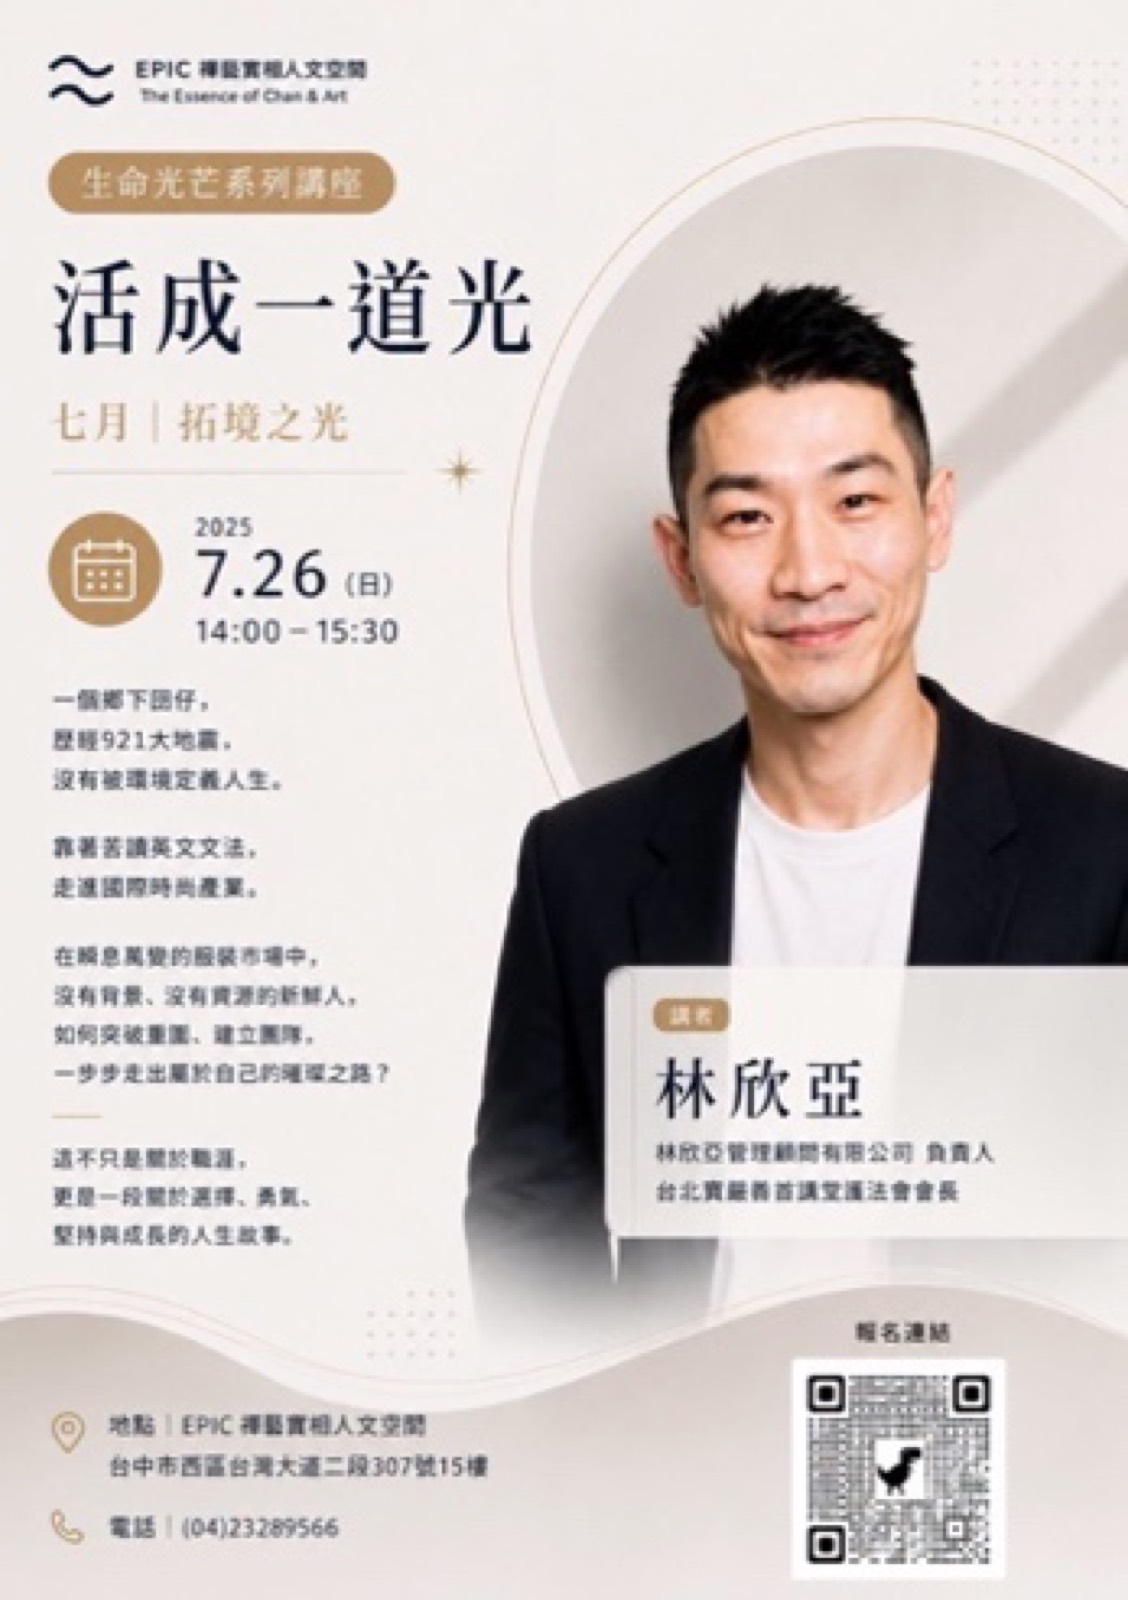 EPIC 禪藝實相人文空間
The Essence of Chan & Art
生命光芒系列講座
活成一道光
七月｜拓境之光
2025
7.26（日）
14:00－15:30
一個鄉下囝仔，
歷經921大地震，
沒有被環境定義人生。
靠著苦讀英文文法，
走進國際時尚產業。
在瞬息萬變的服裝市場中，
沒有背景、沒有資源的新鮮人，
如何突破重圍、建立團隊，
一步步走出屬於自己的璀璨之路？
這不只是關於職涯，
更是一段關於選擇、勇氣、
堅持與成長的人生故事。
講者
林欣亞
林欣亞管理顧問有限公司 負責人
台北寶嚴善首講堂護法會會長
報名連結
地點｜EPIC 禪藝實相人文空間
台中市西區台灣大道二段307號15樓
電話｜(04)23289566